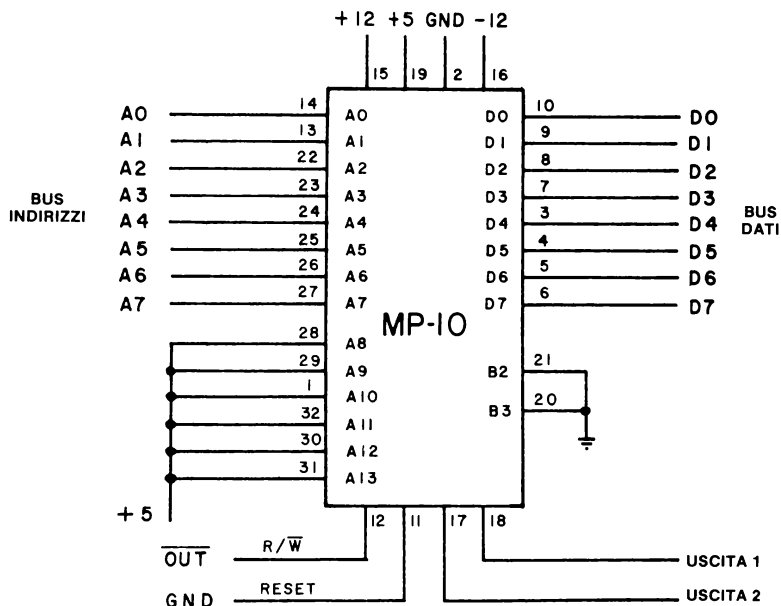 +12 +5 GND -12
15 19 2 16
A0 14 A0 D0 10 D0
A1 13 A1 D1 9 D1
A2 22 A2 D2 8 D2
A3 23 A3 D3 7 D3
A4 24 A4 D4 3 D4
A5 25 A5 D5 4 D5
A6 26 A6 D6 5 D6
A7 27 A7 D7 6 D7
BUS
INDIRIZZI
BUS
DATI
MP-10
28 A8
29 A9
1 A10
32 A11
30 A12
31 A13
B2 21
B3 20
+5
12 11 17 18
OUT R/W
GND RESET
USCITA 1
USCITA 2